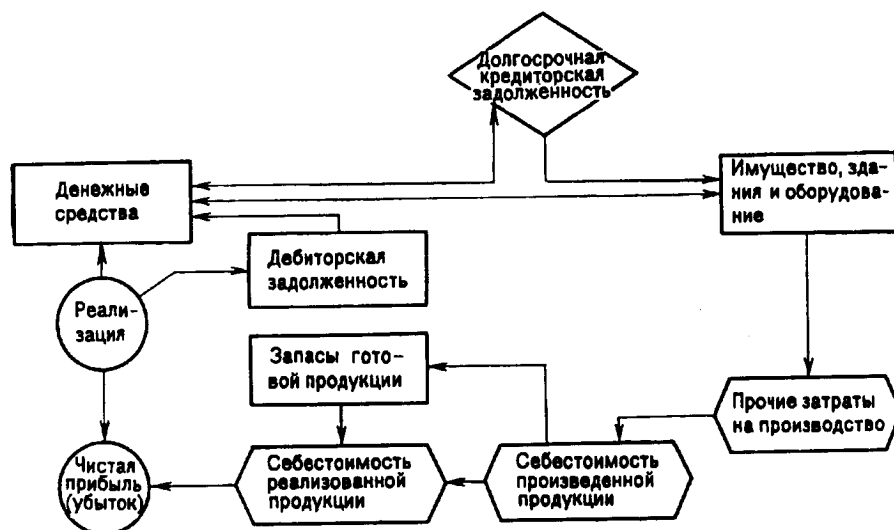 Долгосрочная
кредиторская
задолженность
Денежные
средства
Имущество, зда-
ния и оборудова-
ние
Дебиторская
задолженность
Реали-
зация
Запасы гото-
вой продукции
Прочие затраты
на производство
Чистая
прибыль
(убыток)
Себестоимость
реализованной
продукции
Себестоимость
произведенной
продукции